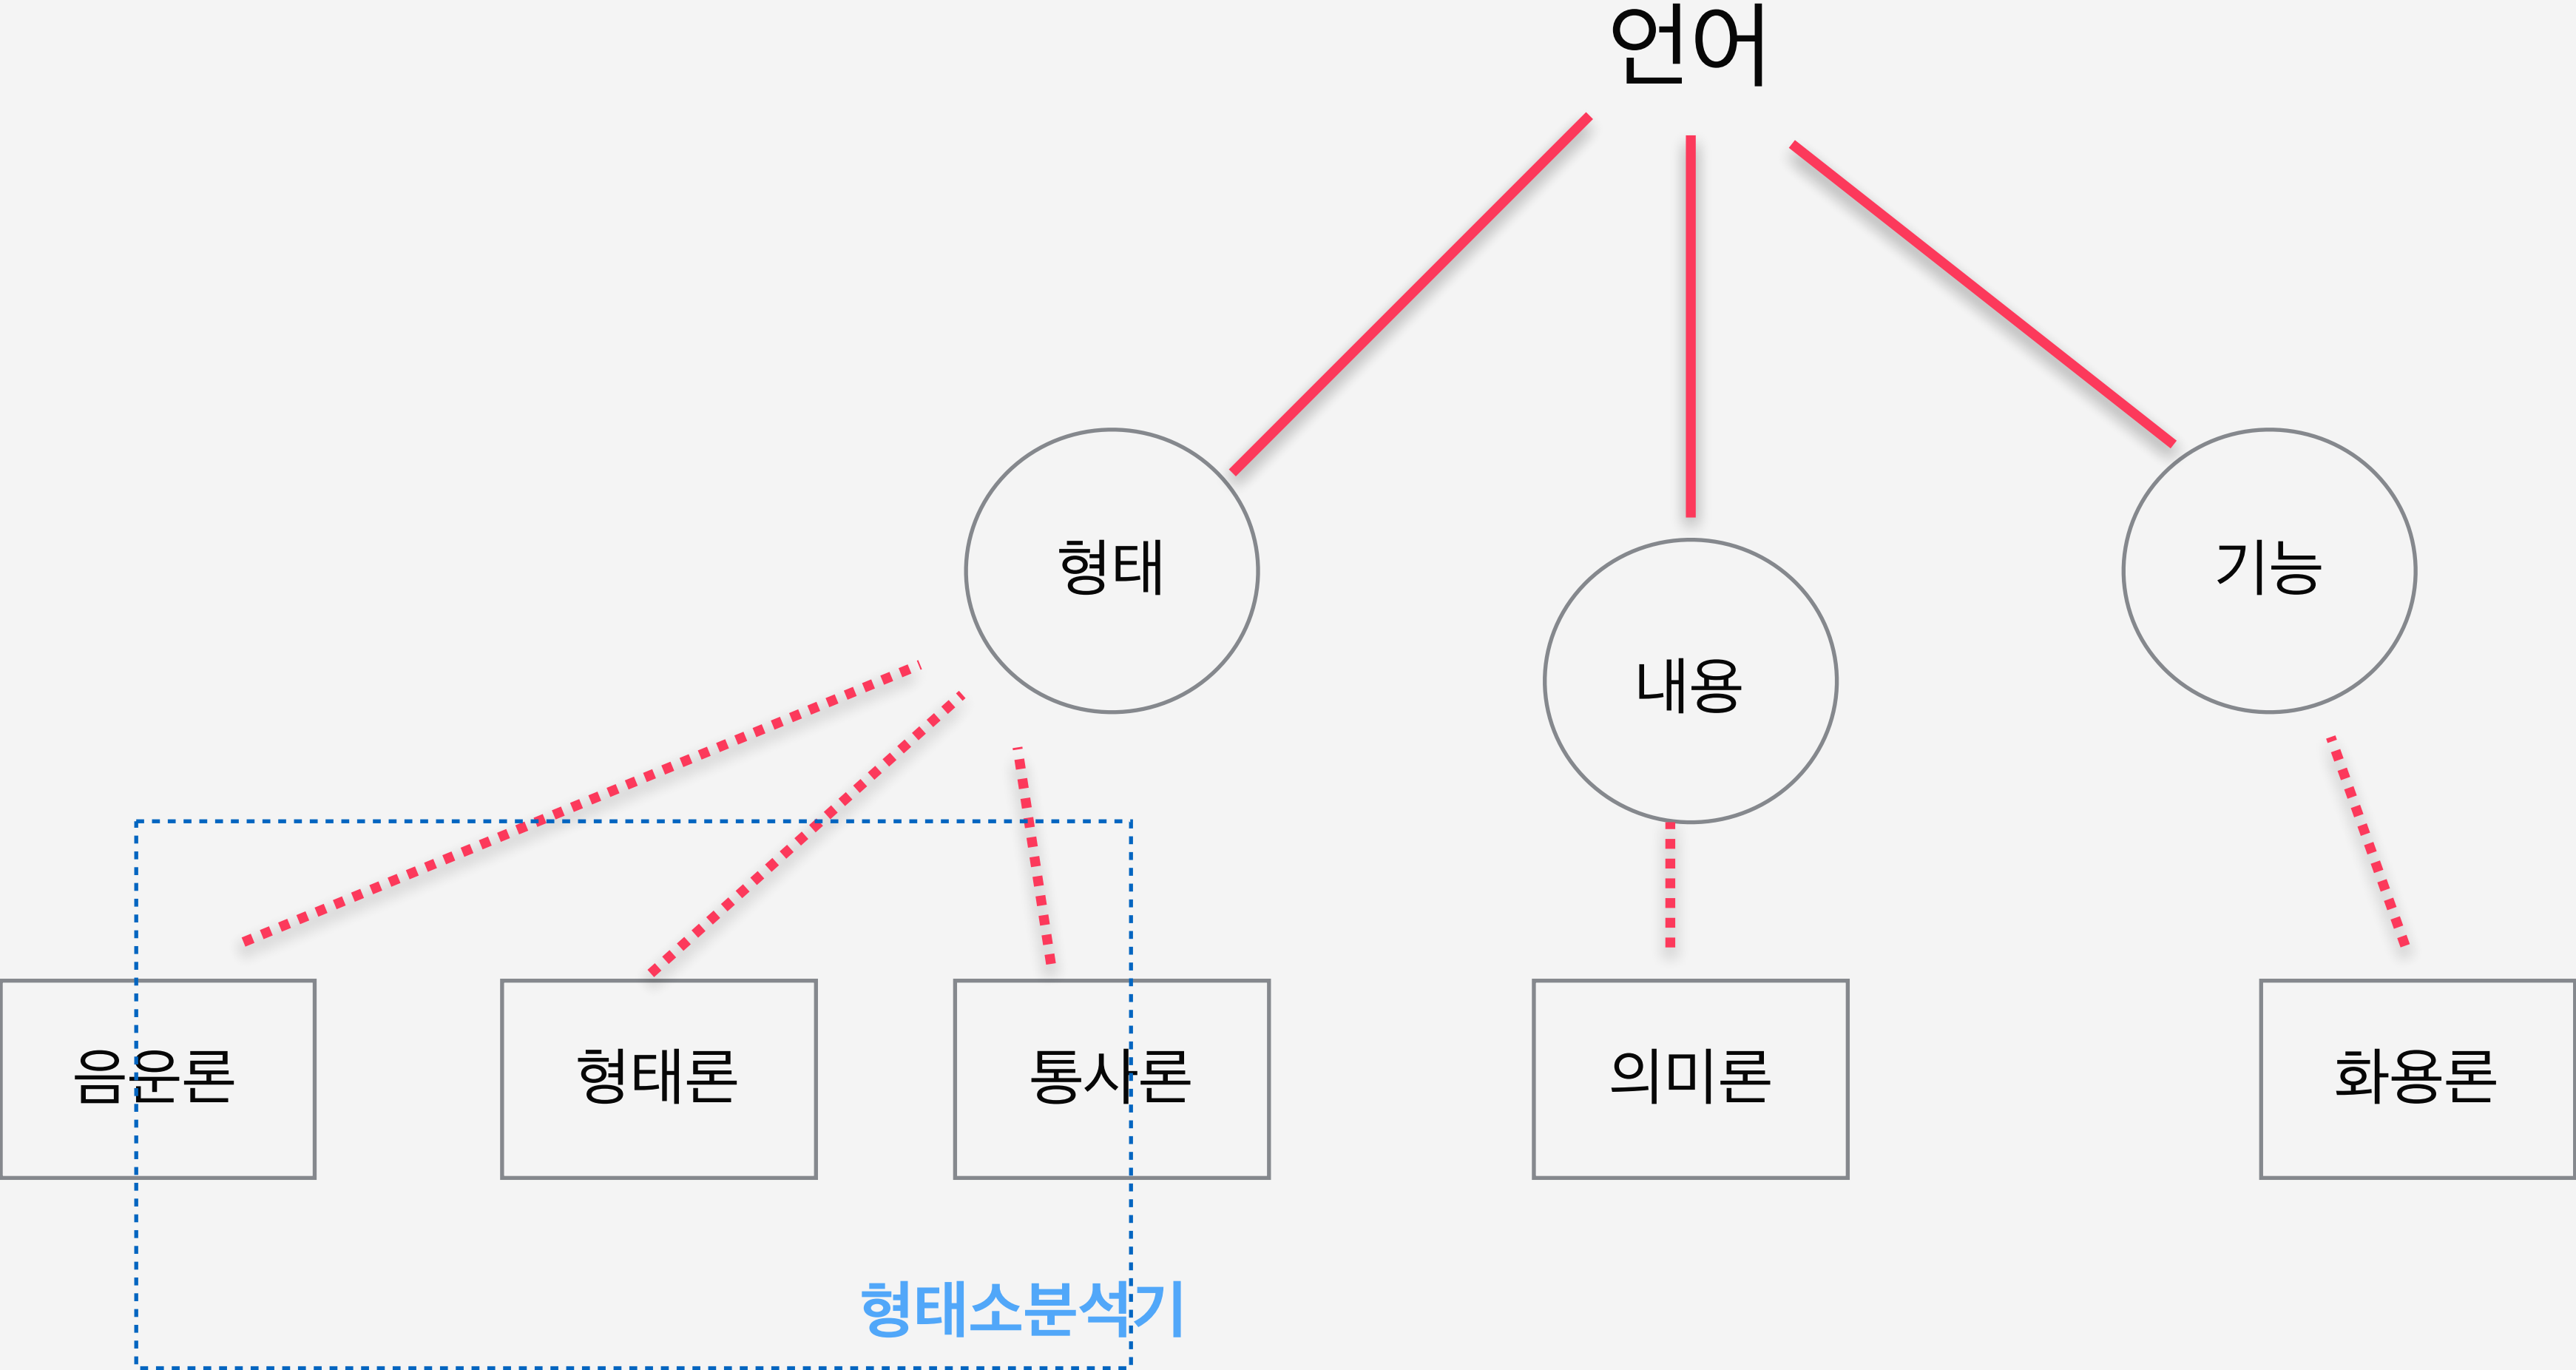 언어
형태
내용
기능
음운론
형태론
통사론
의미론
화용론
형태소분석기